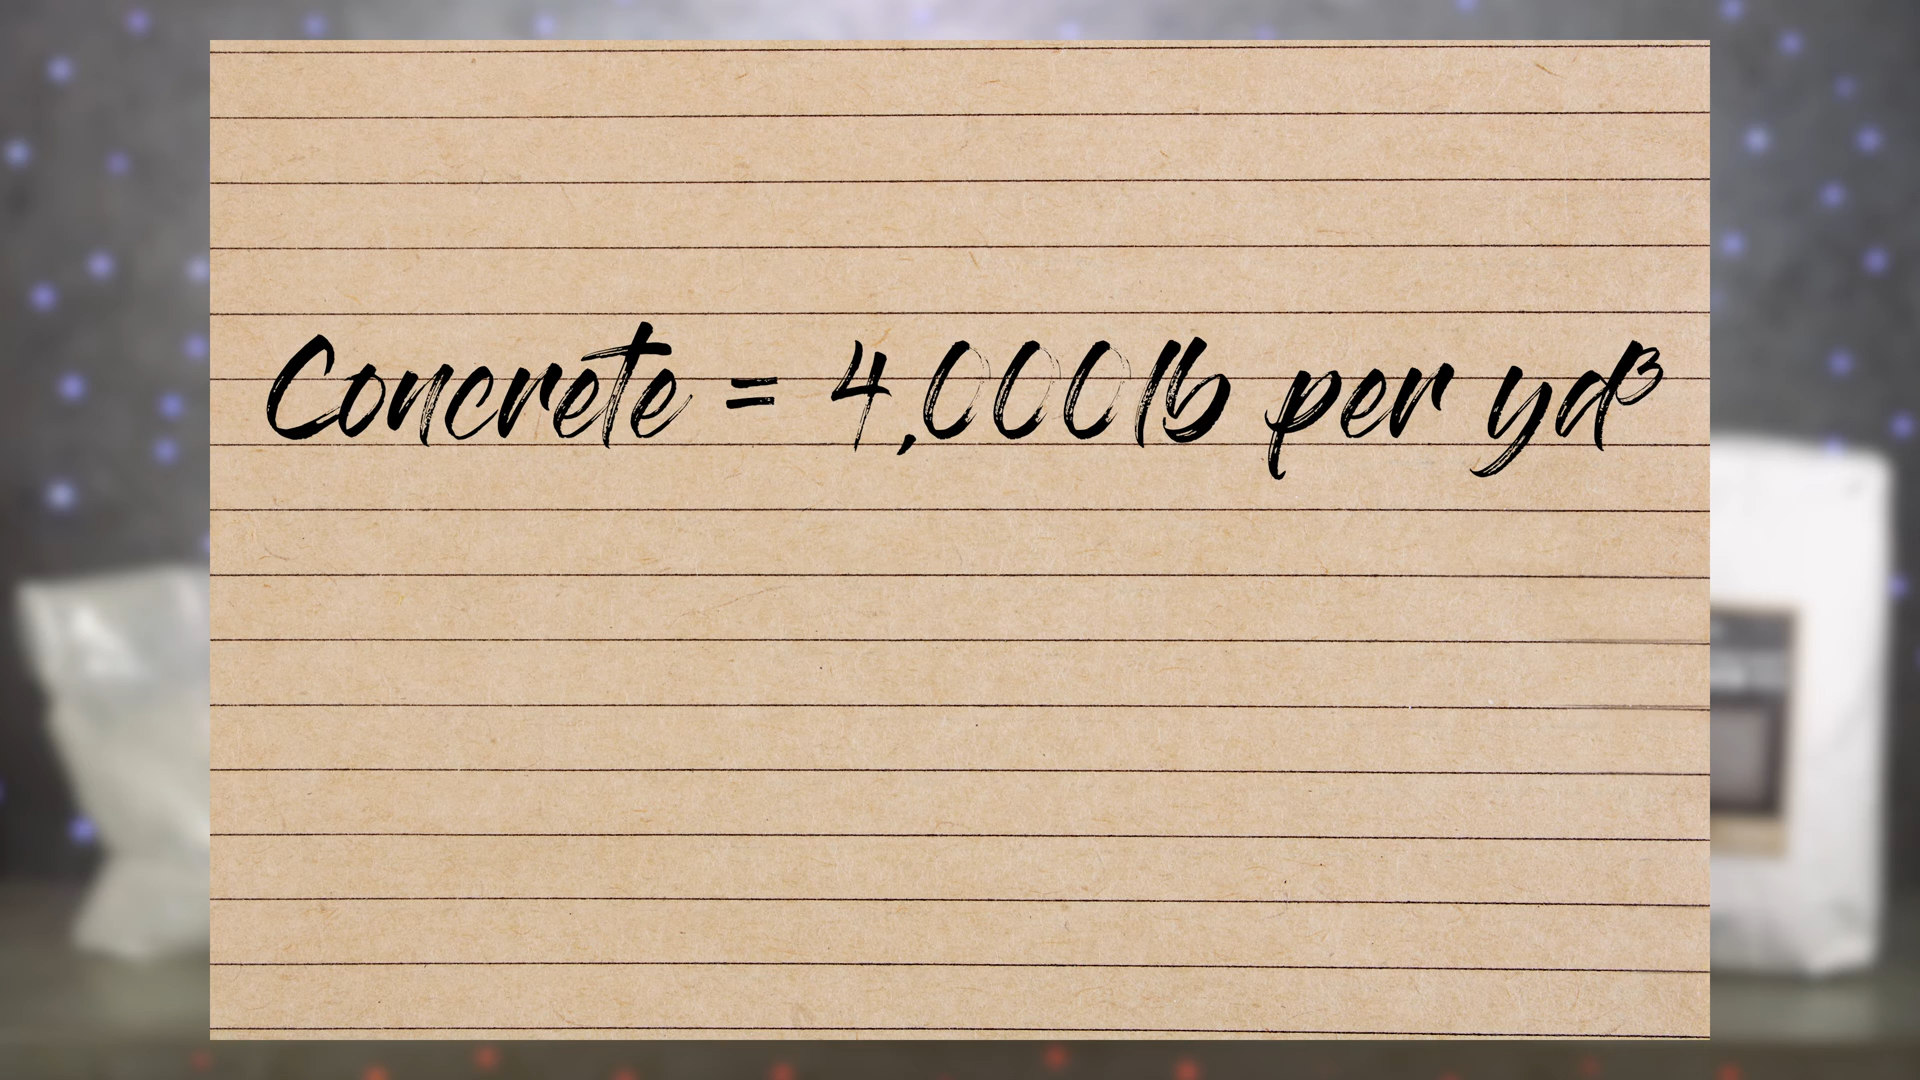 Concrete = 4,000lb per yd³